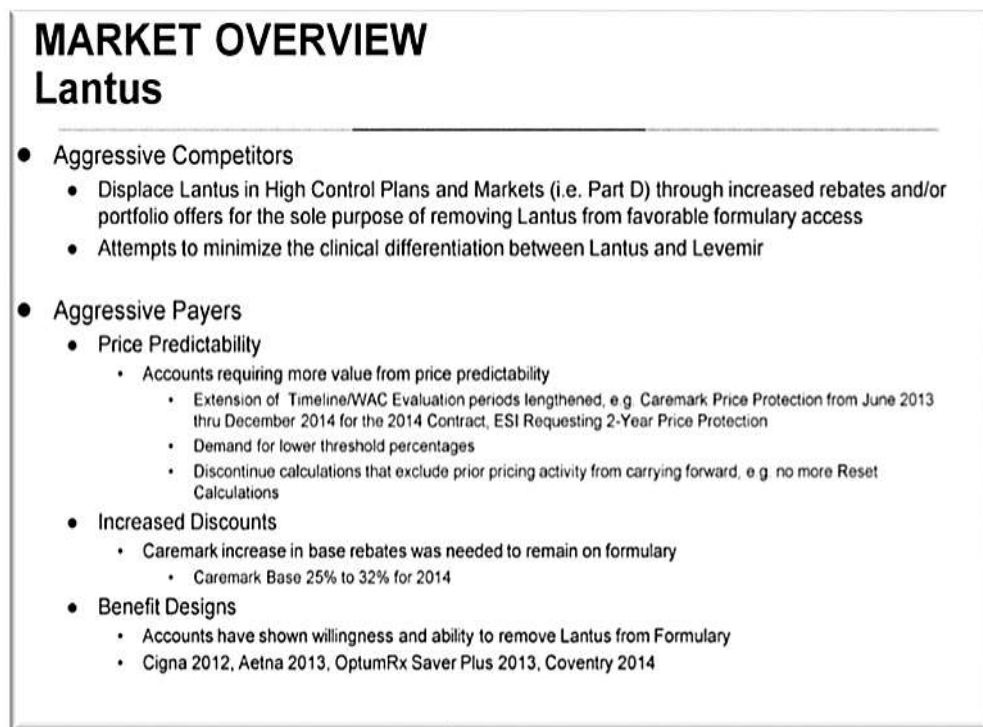 MARKET OVERVIEW
Lantus
● Aggressive Competitors
● Displace Lantus in High Control Plans and Markets (i.e. Part D) through increased rebates and/or
portfolio offers for the sole purpose of removing Lantus from favorable formulary access
● Attempts to minimize the clinical differentiation between Lantus and Levemir
● Aggressive Payers
● Price Predictability
• Accounts requiring more value from price predictability
• Extension of Timeline/WAC Evaluation periods lengthened, e.g. Caremark Price Protection from June 2013
thru December 2014 for the 2014 Contract, ESI Requesting 2-Year Price Protection
• Demand for lower threshold percentages
• Discontinue calculations that exclude prior pricing activity from carrying forward, e g. no more Reset
Calculations
● Increased Discounts
• Caremark increase in base rebates was needed to remain on formulary
• Caremark Base 25% to 32% for 2014
● Benefit Designs
• Accounts have shown willingness and ability to remove Lantus from Formulary
• Cigna 2012, Aetna 2013, OptumRx Saver Plus 2013, Coventry 2014